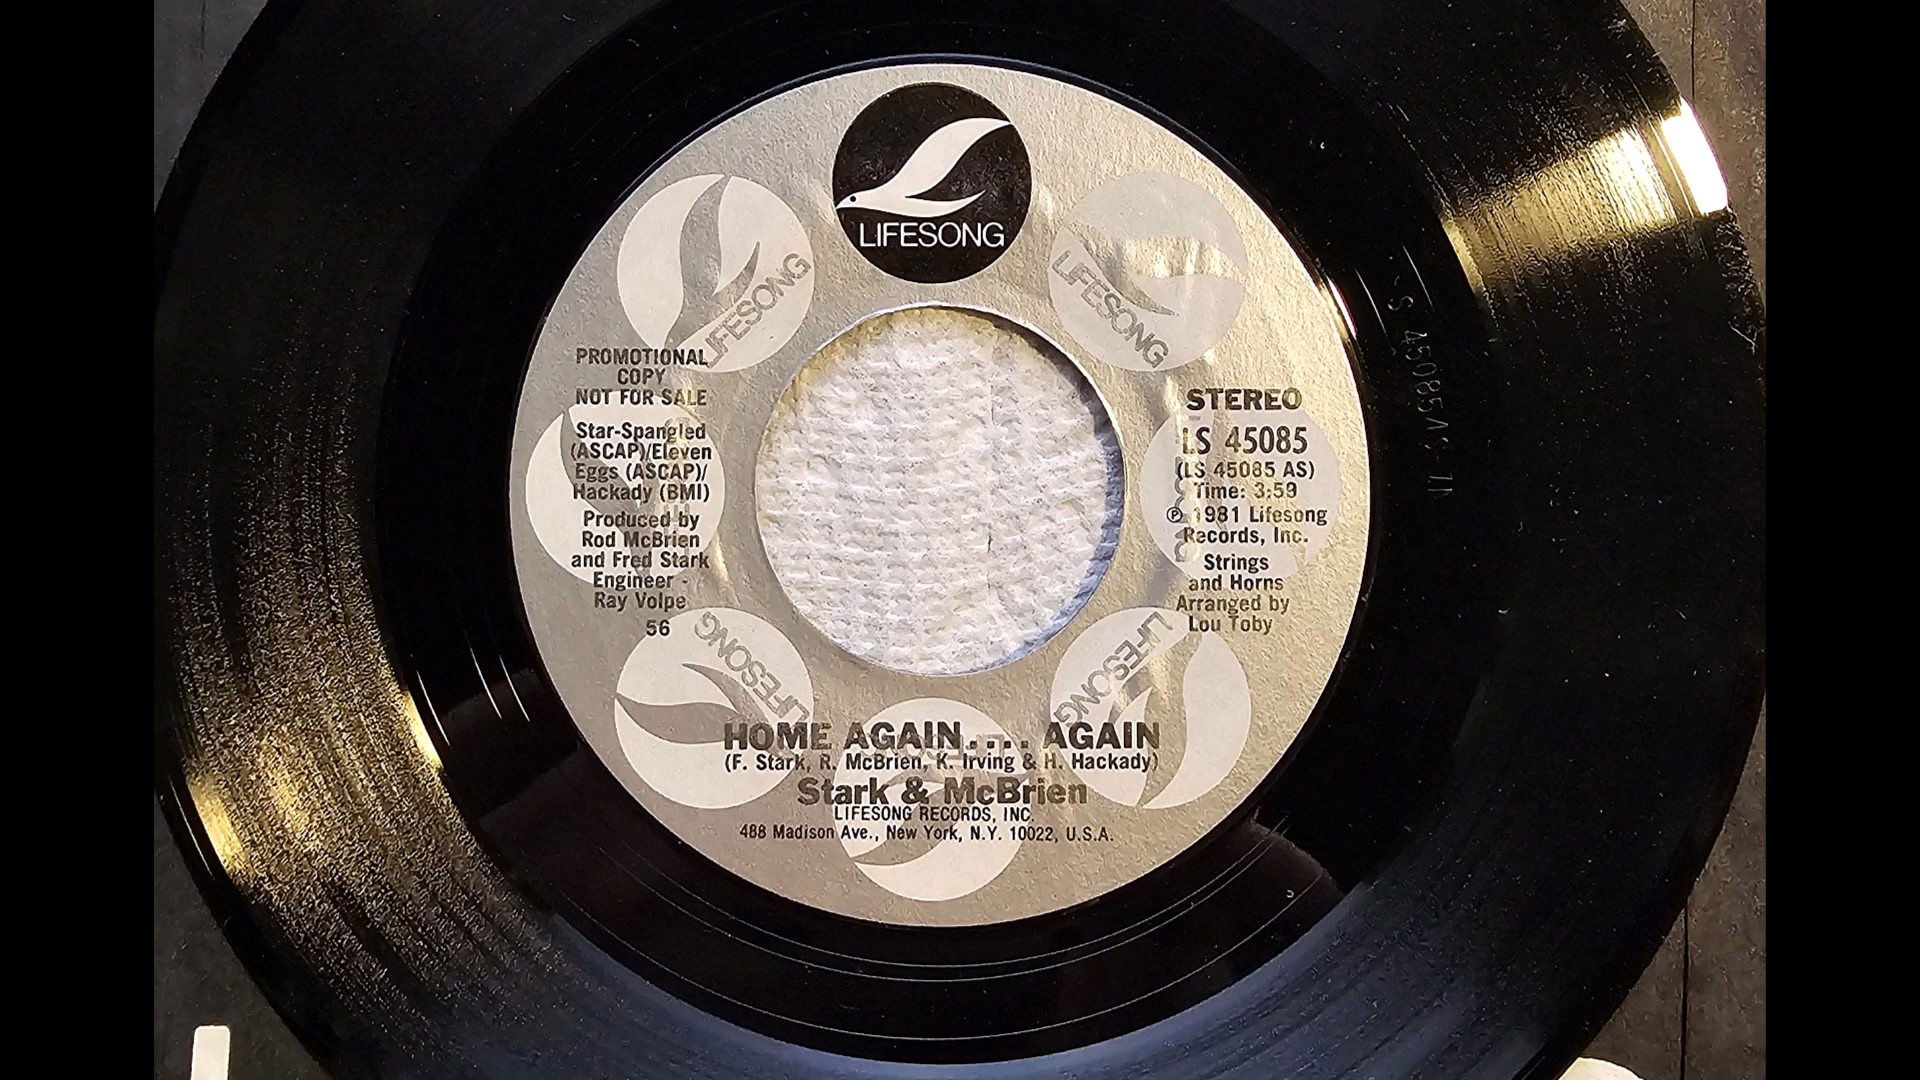 LIFESONG
LIFESONG
LIFESONG
PROMOTIONAL
COPY
NOT FOR SALE
Star-Spangled
(ASCAP)/Eleven
Eggs (ASCAP)/
Hackady (BMI)
Produced by
Rod McBrien
and Fred Stark
Engineer -
Ray Volpe
56
STEREO
LS 45085
(LS 45085 AS)
Time: 3:59
℗ 1981 Lifesong
Records, Inc.
Strings
and Horns
Arranged by
Lou Toby
LIFESONG
LIFESONG
HOME AGAIN.... AGAIN
(F. Stark, R. McBrien, K. Irving & H. Hackady)
Stark & McBrien
LIFESONG RECORDS, INC.
488 Madison Ave., New York, N.Y. 10022, U.S.A.